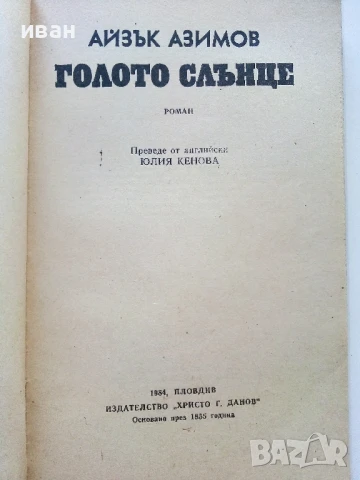 иван
АЙЗЪК АЗИМОВ
ГОЛОТО СЛЪНЦЕ
РОМАН
Преведе от английски
ЮЛИЯ КЕНОВА
1984, ПЛОВДИВ
ИЗДАТЕЛСТВО „ХРИСТО Г. ДАНОВ“
Основано през 1855 година
BAZAR